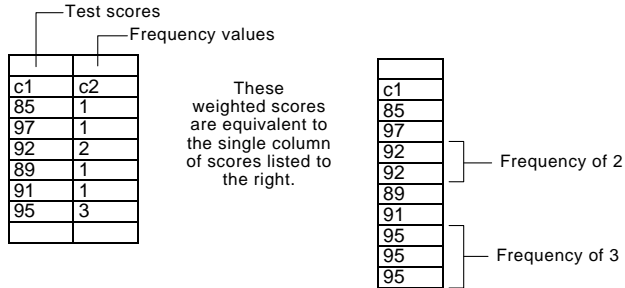 Test scores
Frequency values
c1 c2
85 1
97 1
92 2
89 1
91 1
95 3
These
weighted scores
are equivalent to
the single column
of scores listed to
the right.
c1
85
97
92
92
89
91
95
95
95
Frequency of 2
Frequency of 3